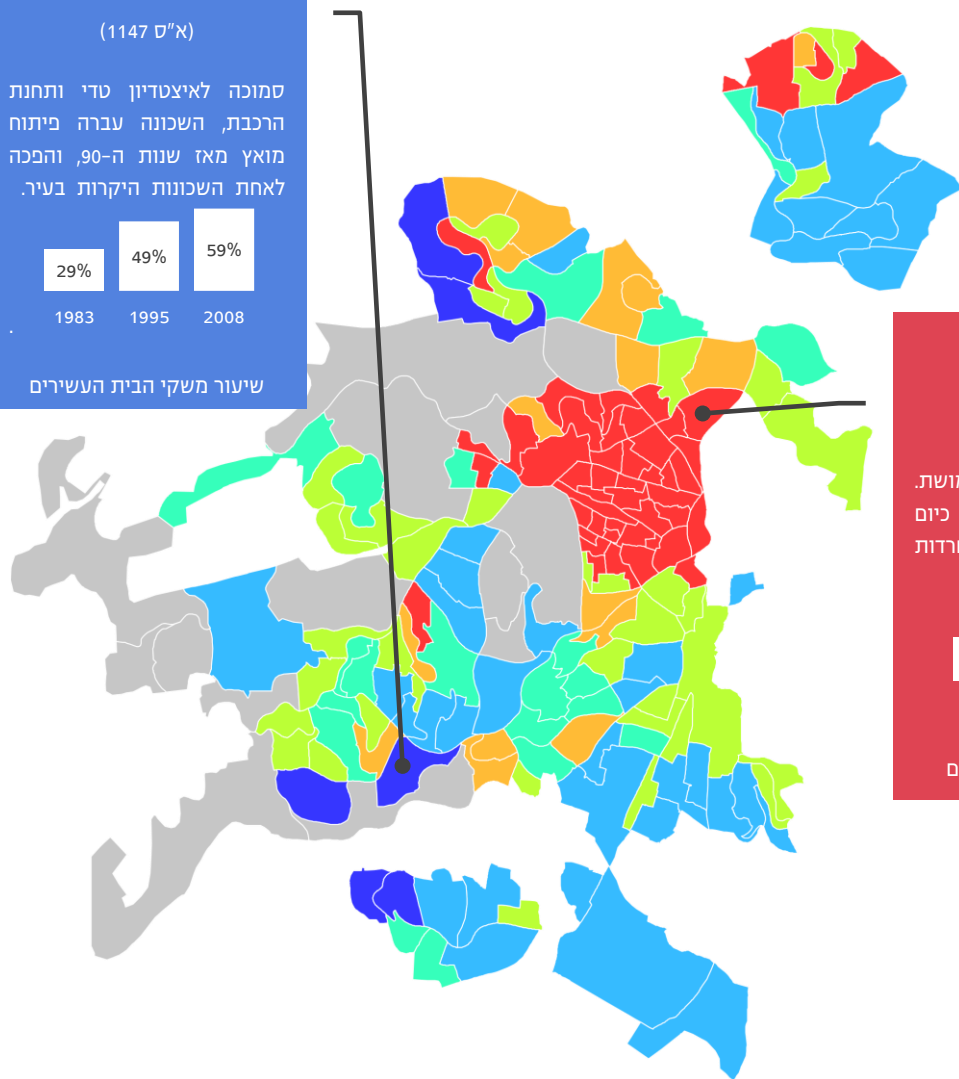 (א"ס 1147)
סמוכה לאיצטדיון טדי ותחנת
הרכבת, השכונה עברה פיתוח
מואץ מאז שנות ה-90, והפכה
לאחת השכונות היקרות בעיר.
29% 49% 59%
1983 1995 2008
.
שיעור משקי הבית העשירים
כיום